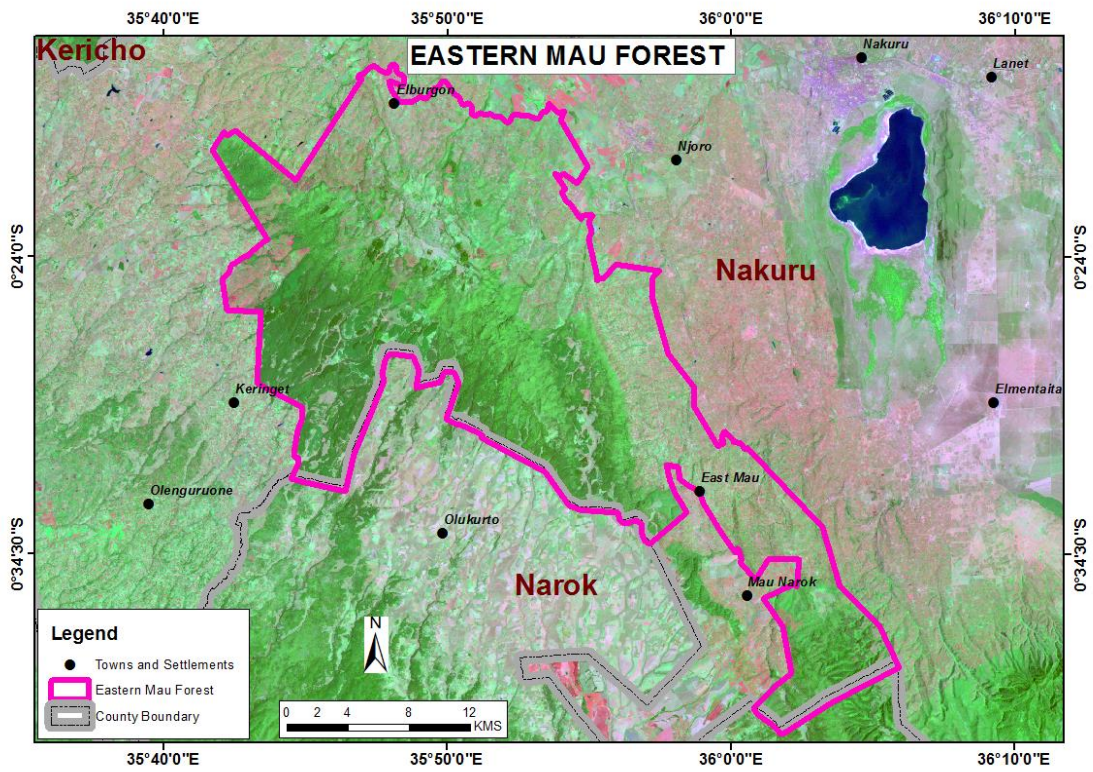 35°40'0"E 35°50'0"E 36°0'0"E 36°10'0"E
Kericho
EASTERN MAU FOREST
Nakuru
Lanet
Elburgon
Njoro
0°24'0"S
0°24'0"S
Nakuru
Keringet
Elmentaita
East Mau
Olenguruone
Olukurto
0°34'30"S
0°34'30"S
Mau Narok
Narok
N
Legend
Towns and Settlements
Eastern Mau Forest
County Boundary
0 2 4 8 12
KMS
35°40'0"E 35°50'0"E 36°0'0"E 36°10'0"E